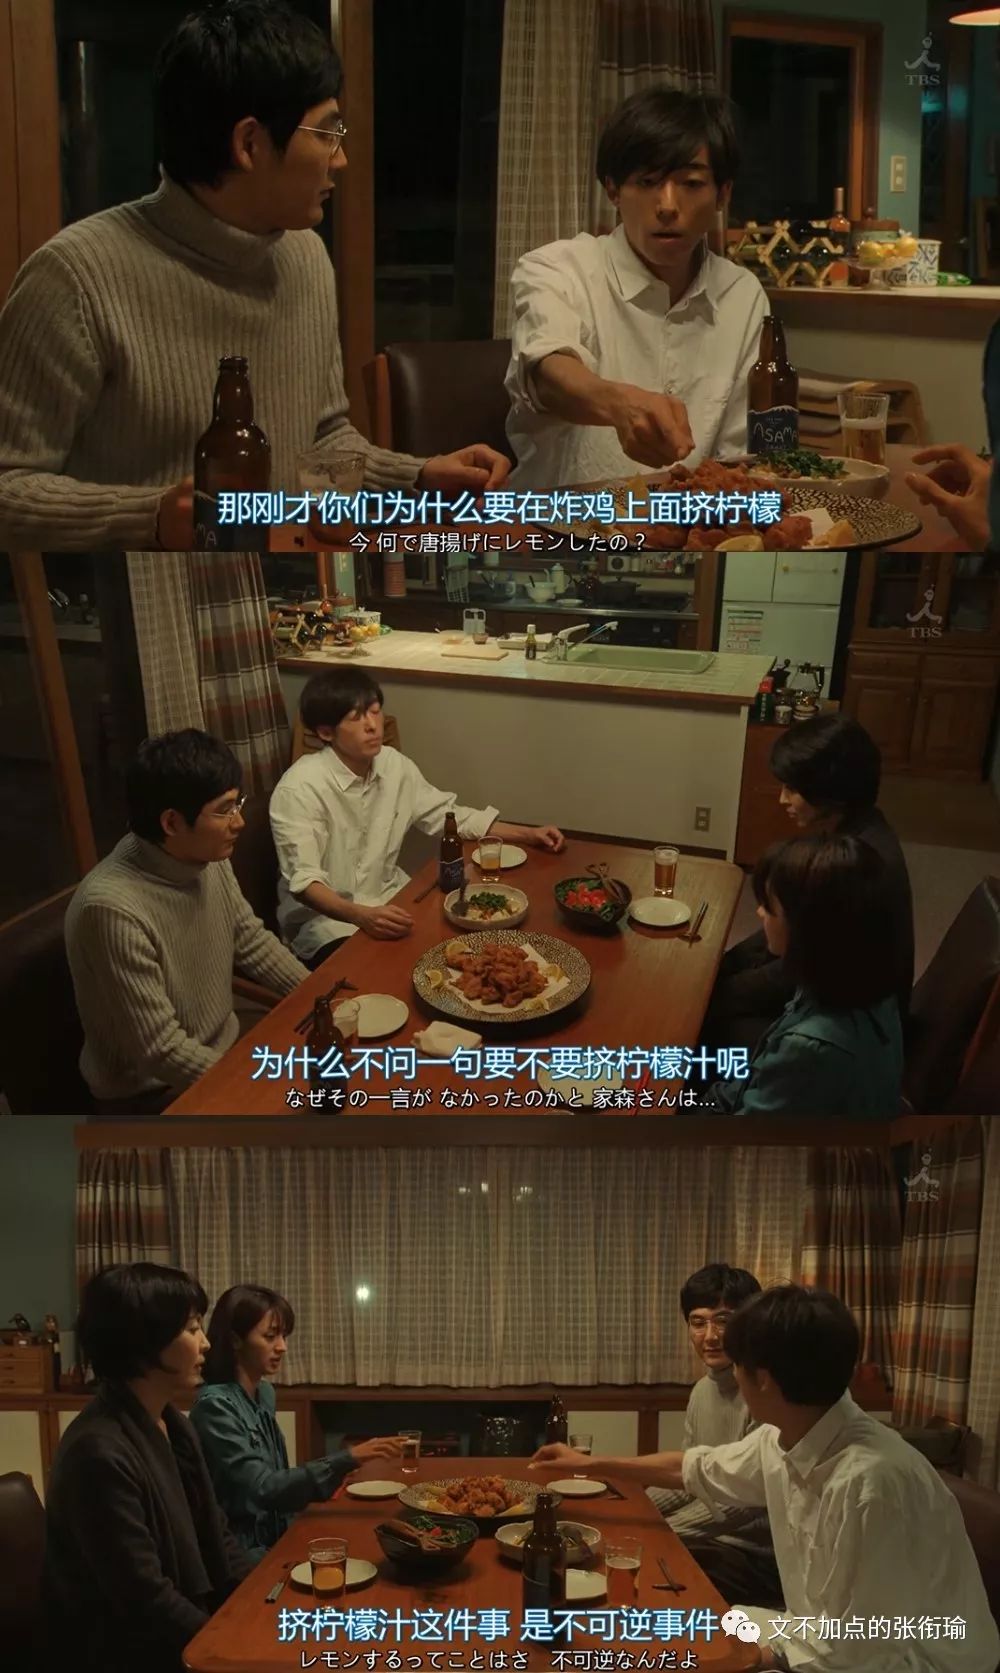 TBS
ASAMA
那刚才你们为什么要在炸鸡上面挤柠檬
今 何で唐揚げにレモンしたの？
TBS
为什么不问一句要不要挤柠檬汁呢
なぜその一言が なかったのかと 家森さんは…
TBS
挤柠檬汁这件事 是不可逆事件
文不加点的张衔瑜
レモンするってことはさ 不可逆なんだよ